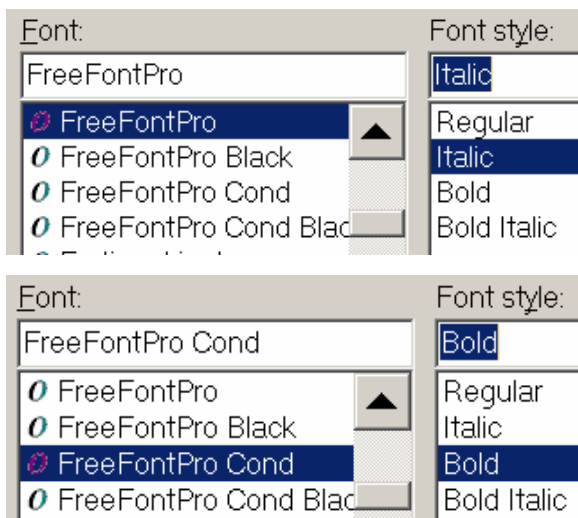 Font:
Font style:
FreeFontPro
Italic
FreeFontPro
FreeFontPro Black
FreeFontPro Cond
FreeFontPro Cond Blac
Regular
Italic
Bold
Bold Italic
Font:
Font style:
FreeFontPro Cond
Bold
FreeFontPro
FreeFontPro Black
FreeFontPro Cond
FreeFontPro Cond Blac
Regular
Italic
Bold
Bold Italic